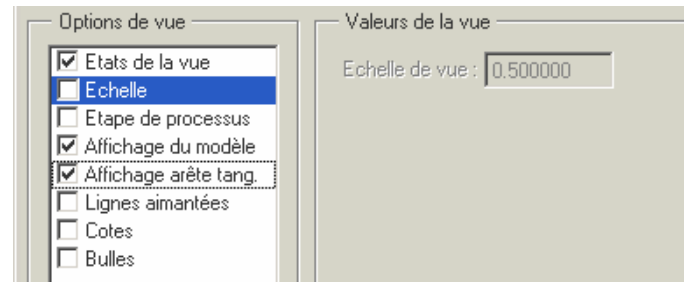 Options de vue
Etats de la vue
Echelle
Etape de processus
Affichage du modèle
Affichage arête tang.
Lignes aimantées
Cotes
Bulles
Valeurs de la vue
Echelle de vue : 0.500000